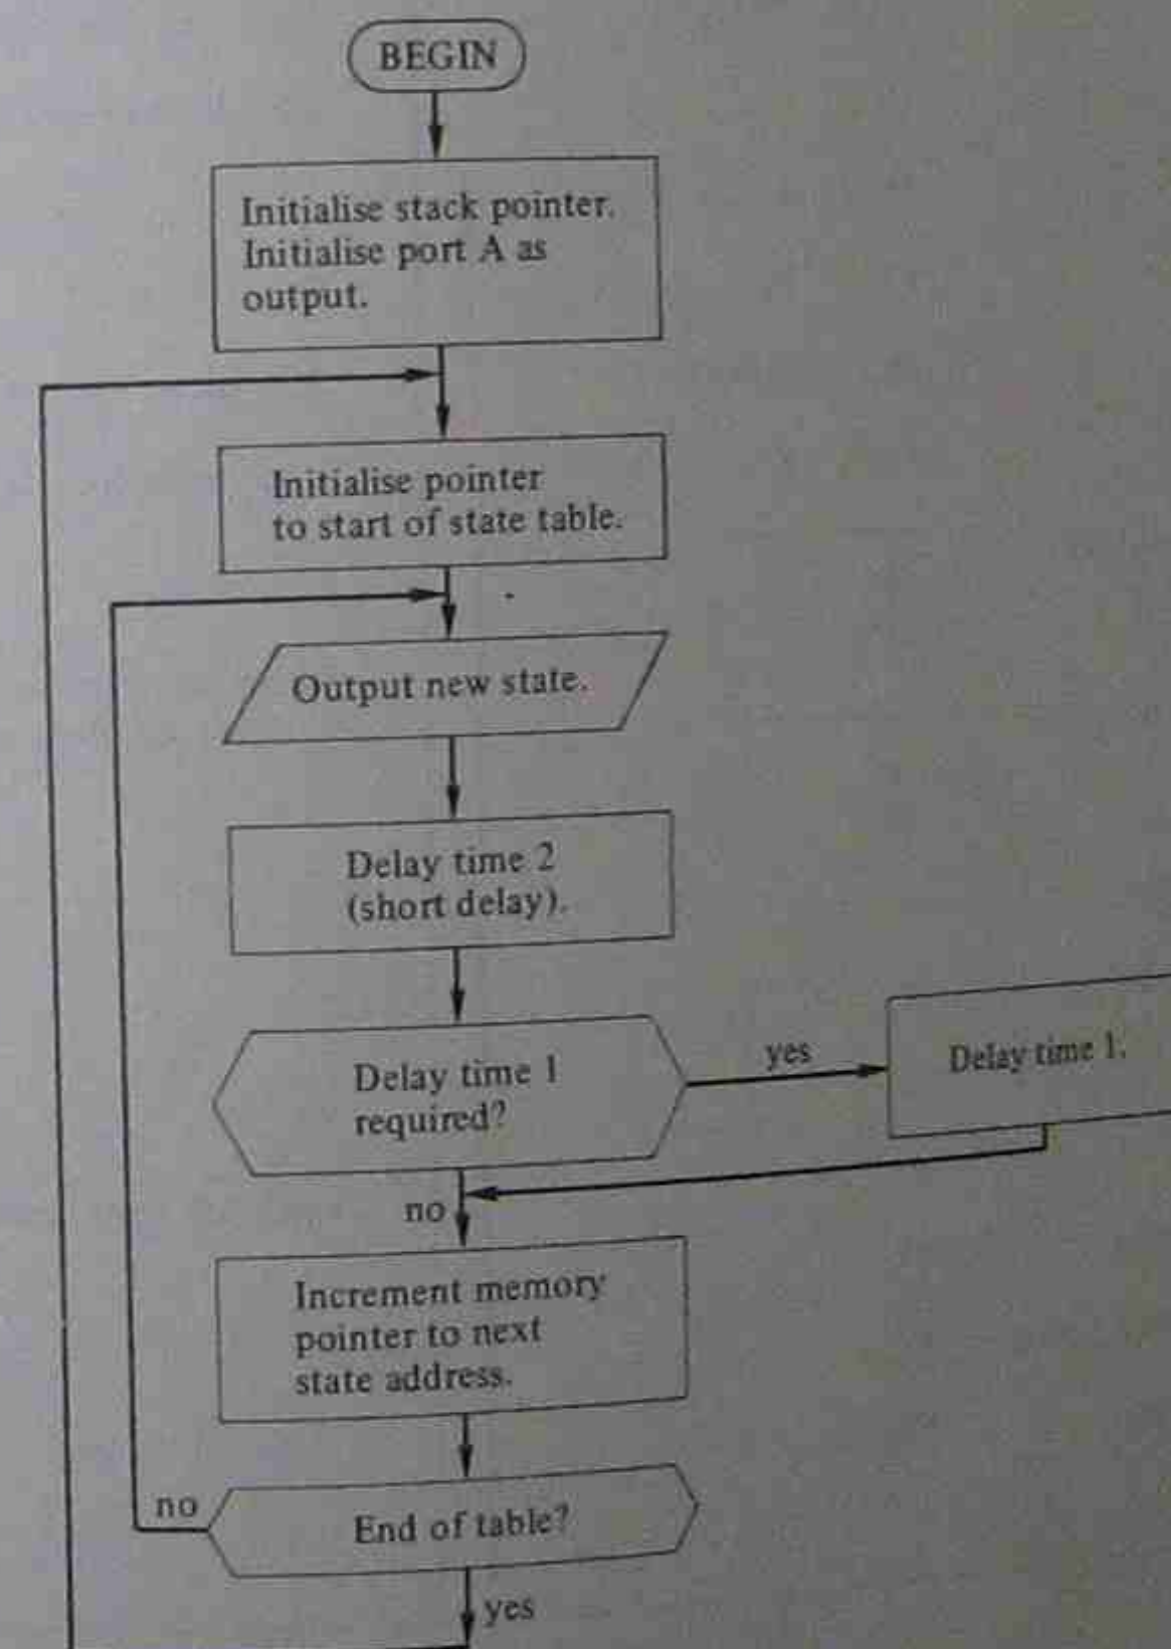 BEGIN
Initialise stack pointer.
Initialise port A as
output.
Initialise pointer
to start of state table.
Output new state.
Delay time 2
(short delay).
Delay time 1
required?
yes
Delay time 1.
no
Increment memory
pointer to next
state address.
no
End of table?
yes